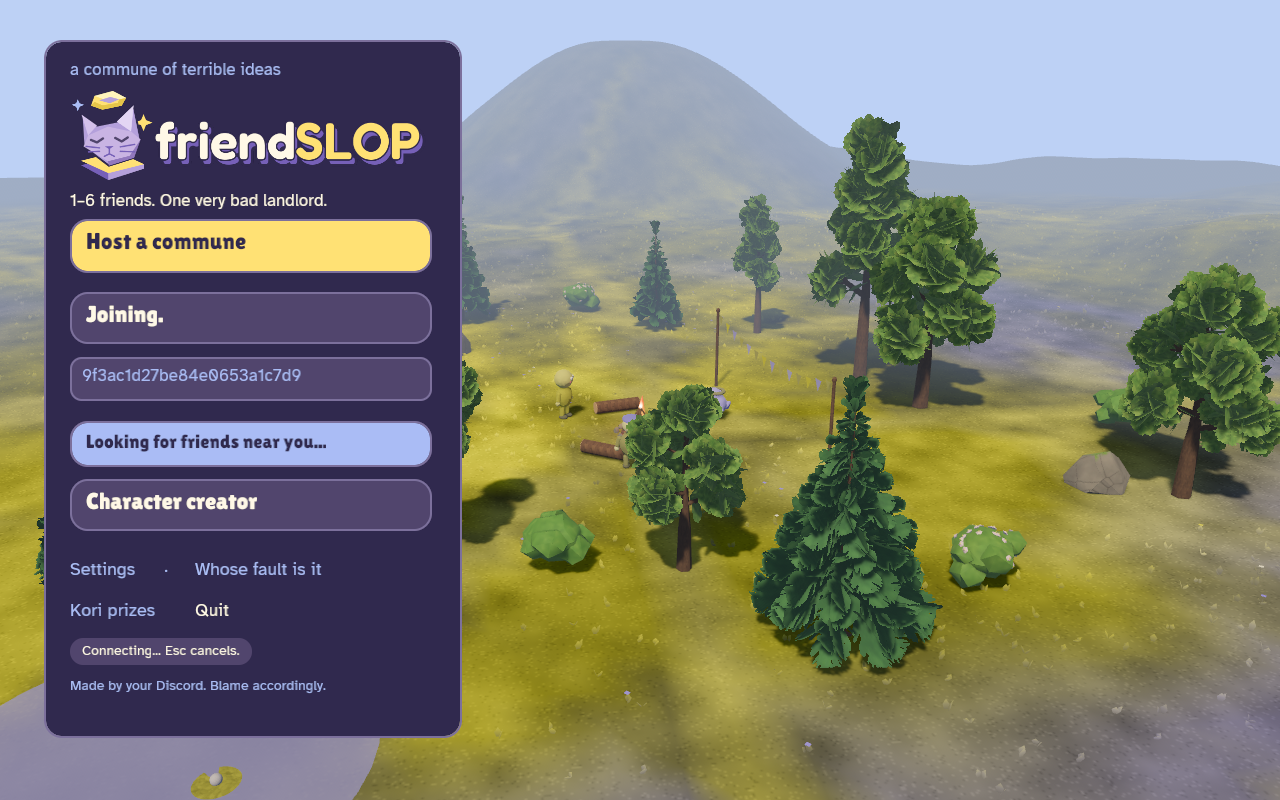 a commune of terrible ideas
friendSLOP
1–6 friends. One very bad landlord.
Host a commune
Joining.
9f3ac1d27be84e0653a1c7d9
Looking for friends near you...
Character creator
Settings · Whose fault is it
Kori prizes Quit
Connecting... Esc cancels.
Made by your Discord. Blame accordingly.